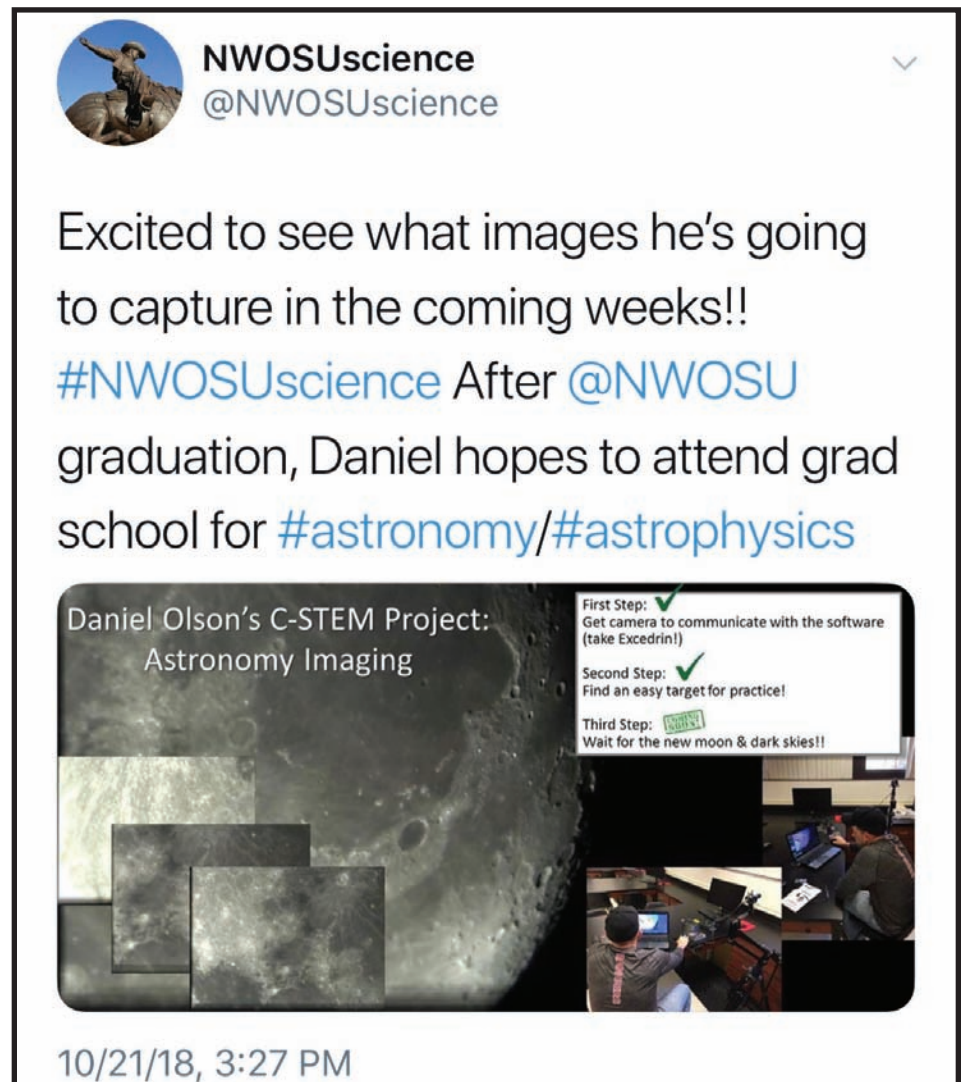 NWOSUscience
@NWOSUscience
Excited to see what images he's going
to capture in the coming weeks!!
#NWOSUscience After @NWOSU
graduation, Daniel hopes to attend grad
school for #astronomy/#astrophysics
Daniel Olson's C-STEM Project:
Astronomy Imaging
First Step:
Get camera to communicate with the software
(take Excedrin!)
Second Step:
Find an easy target for practice!
Third Step:
Wait for the new moon & dark skies!!
10/21/18, 3:27 PM